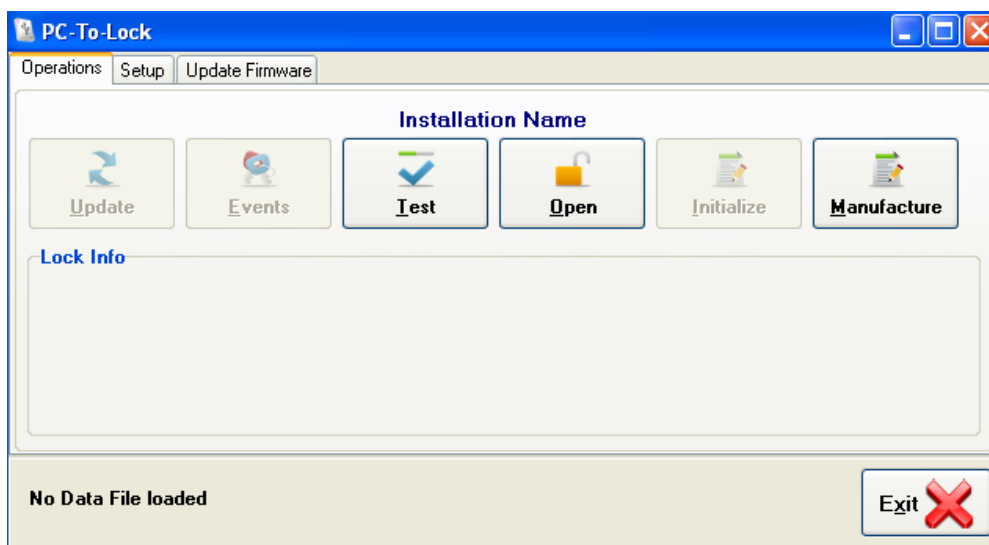 PC-To-Lock
Operations Setup Update Firmware
Installation Name
Update Events Test Open Initialize Manufacture
Lock Info
No Data File loaded
Exit